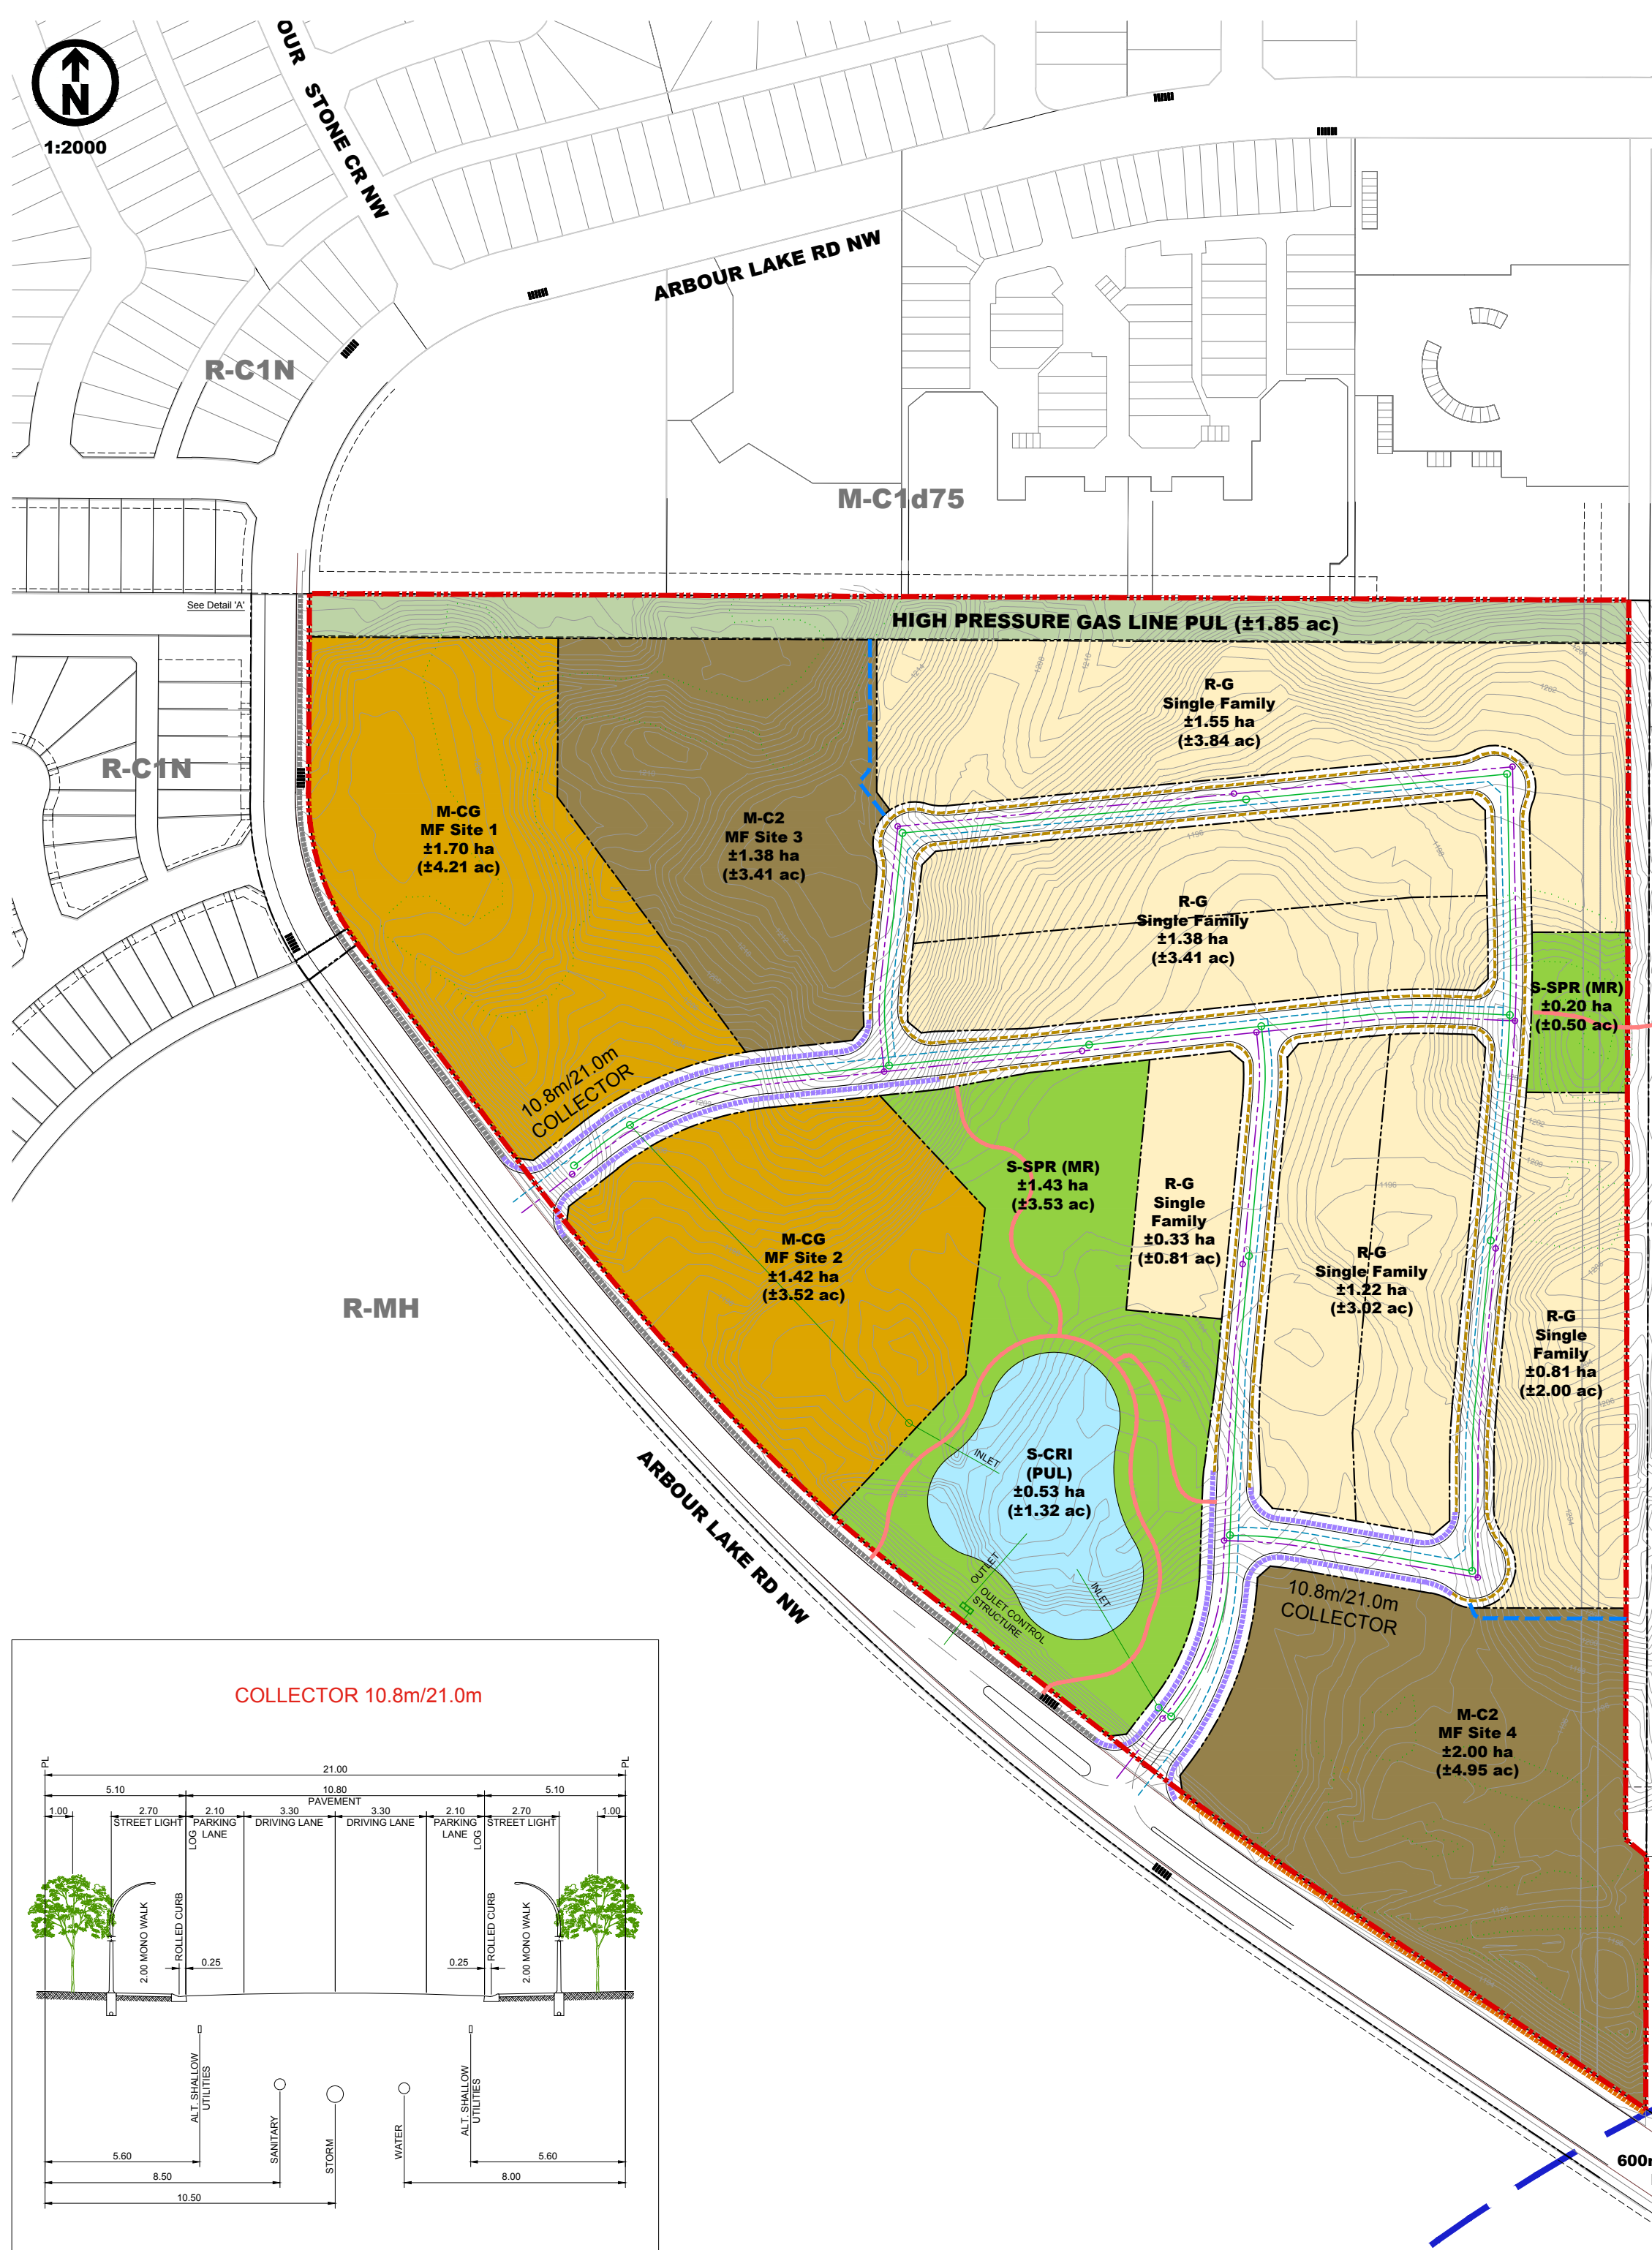 N
1:2000
OUR STONE CR NW
ARBOUR LAKE RD NW
R-C1N
M-C1d75
See Detail 'A'
R-C1N
HIGH PRESSURE GAS LINE PUL (±1.85 ac)
R-G
Single Family
±1.55 ha
(±3.84 ac)
M-CG
MF Site 1
±1.70 ha
(±4.21 ac)
M-C2
MF Site 3
±1.38 ha
(±3.41 ac)
R-G
Single Family
±1.38 ha
(±3.41 ac)
S-SPR (MR)
±0.20 ha
(±0.50 ac)
10.8m/21.0m
COLLECTOR
S-SPR (MR)
±1.43 ha
(±3.53 ac)
R-G
Single
Family
±0.33 ha
(±0.81 ac)
M-CG
MF Site 2
±1.42 ha
(±3.52 ac)
R-G
Single Family
±1.22 ha
(±3.02 ac)
R-G
Single
Family
±0.81 ha
(±2.00 ac)
R-MH
S-CRI
(PUL)
±0.53 ha
(±1.32 ac)
INLET
OUTLET
INLET
OULET CONTROL
STRUCTURE
ARBOUR LAKE RD NW
10.8m/21.0m
COLLECTOR
M-C2
MF Site 4
±2.00 ha
(±4.95 ac)
600m
COLLECTOR 10.8m/21.0m
PL
PL
21.00
5.10
10.80
5.10
PAVEMENT
1.00
2.70
2.10
3.30
3.30
2.10
2.70
1.00
STREET LIGHT
PARKING
LANE
DRIVING LANE
DRIVING LANE
PARKING
LANE
STREET LIGHT
LOG
LOG
2.00 MONO WALK
ROLLED CURB
0.25
0.25
ROLLED CURB
2.00 MONO WALK
ALT. SHALLOW
UTILITIES
SANITARY
STORM
WATER
ALT. SHALLOW
UTILITIES
5.60
5.60
8.50
8.00
10.50